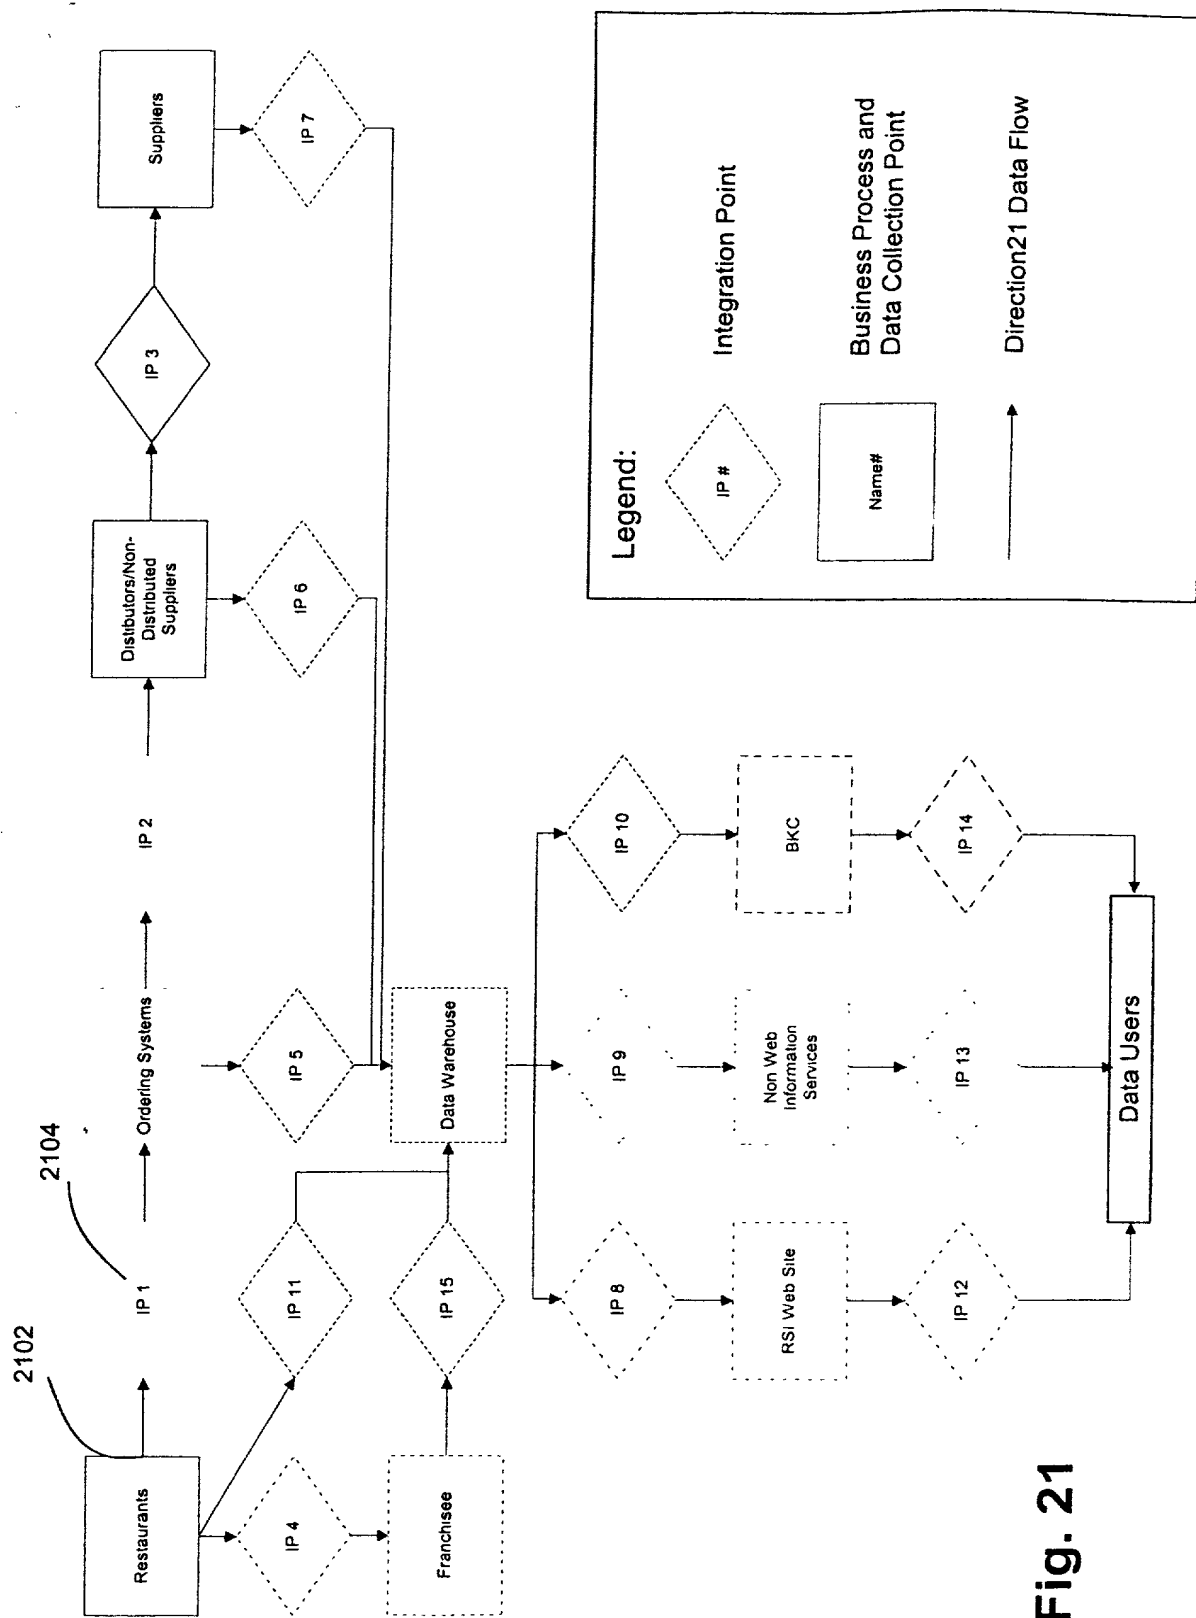 2102
2104
Restaurants
IP 1
Ordering Systems
IP 2
Distibutors/Non-
Distributed
Suppliers
IP 3
Suppliers
IP 4
IP 11
IP 5
IP 6
IP 7
Franchisee
IP 15
Data Warehouse
IP 8
IP 9
IP 10
RSI Web Site
Non Web
Information
Services
BKC
IP 12
IP 13
IP 14
Data Users
Legend:
IP #
Integration Point
Name#
Business Process and
Data Collection Point
Direction21 Data Flow
Fig. 21